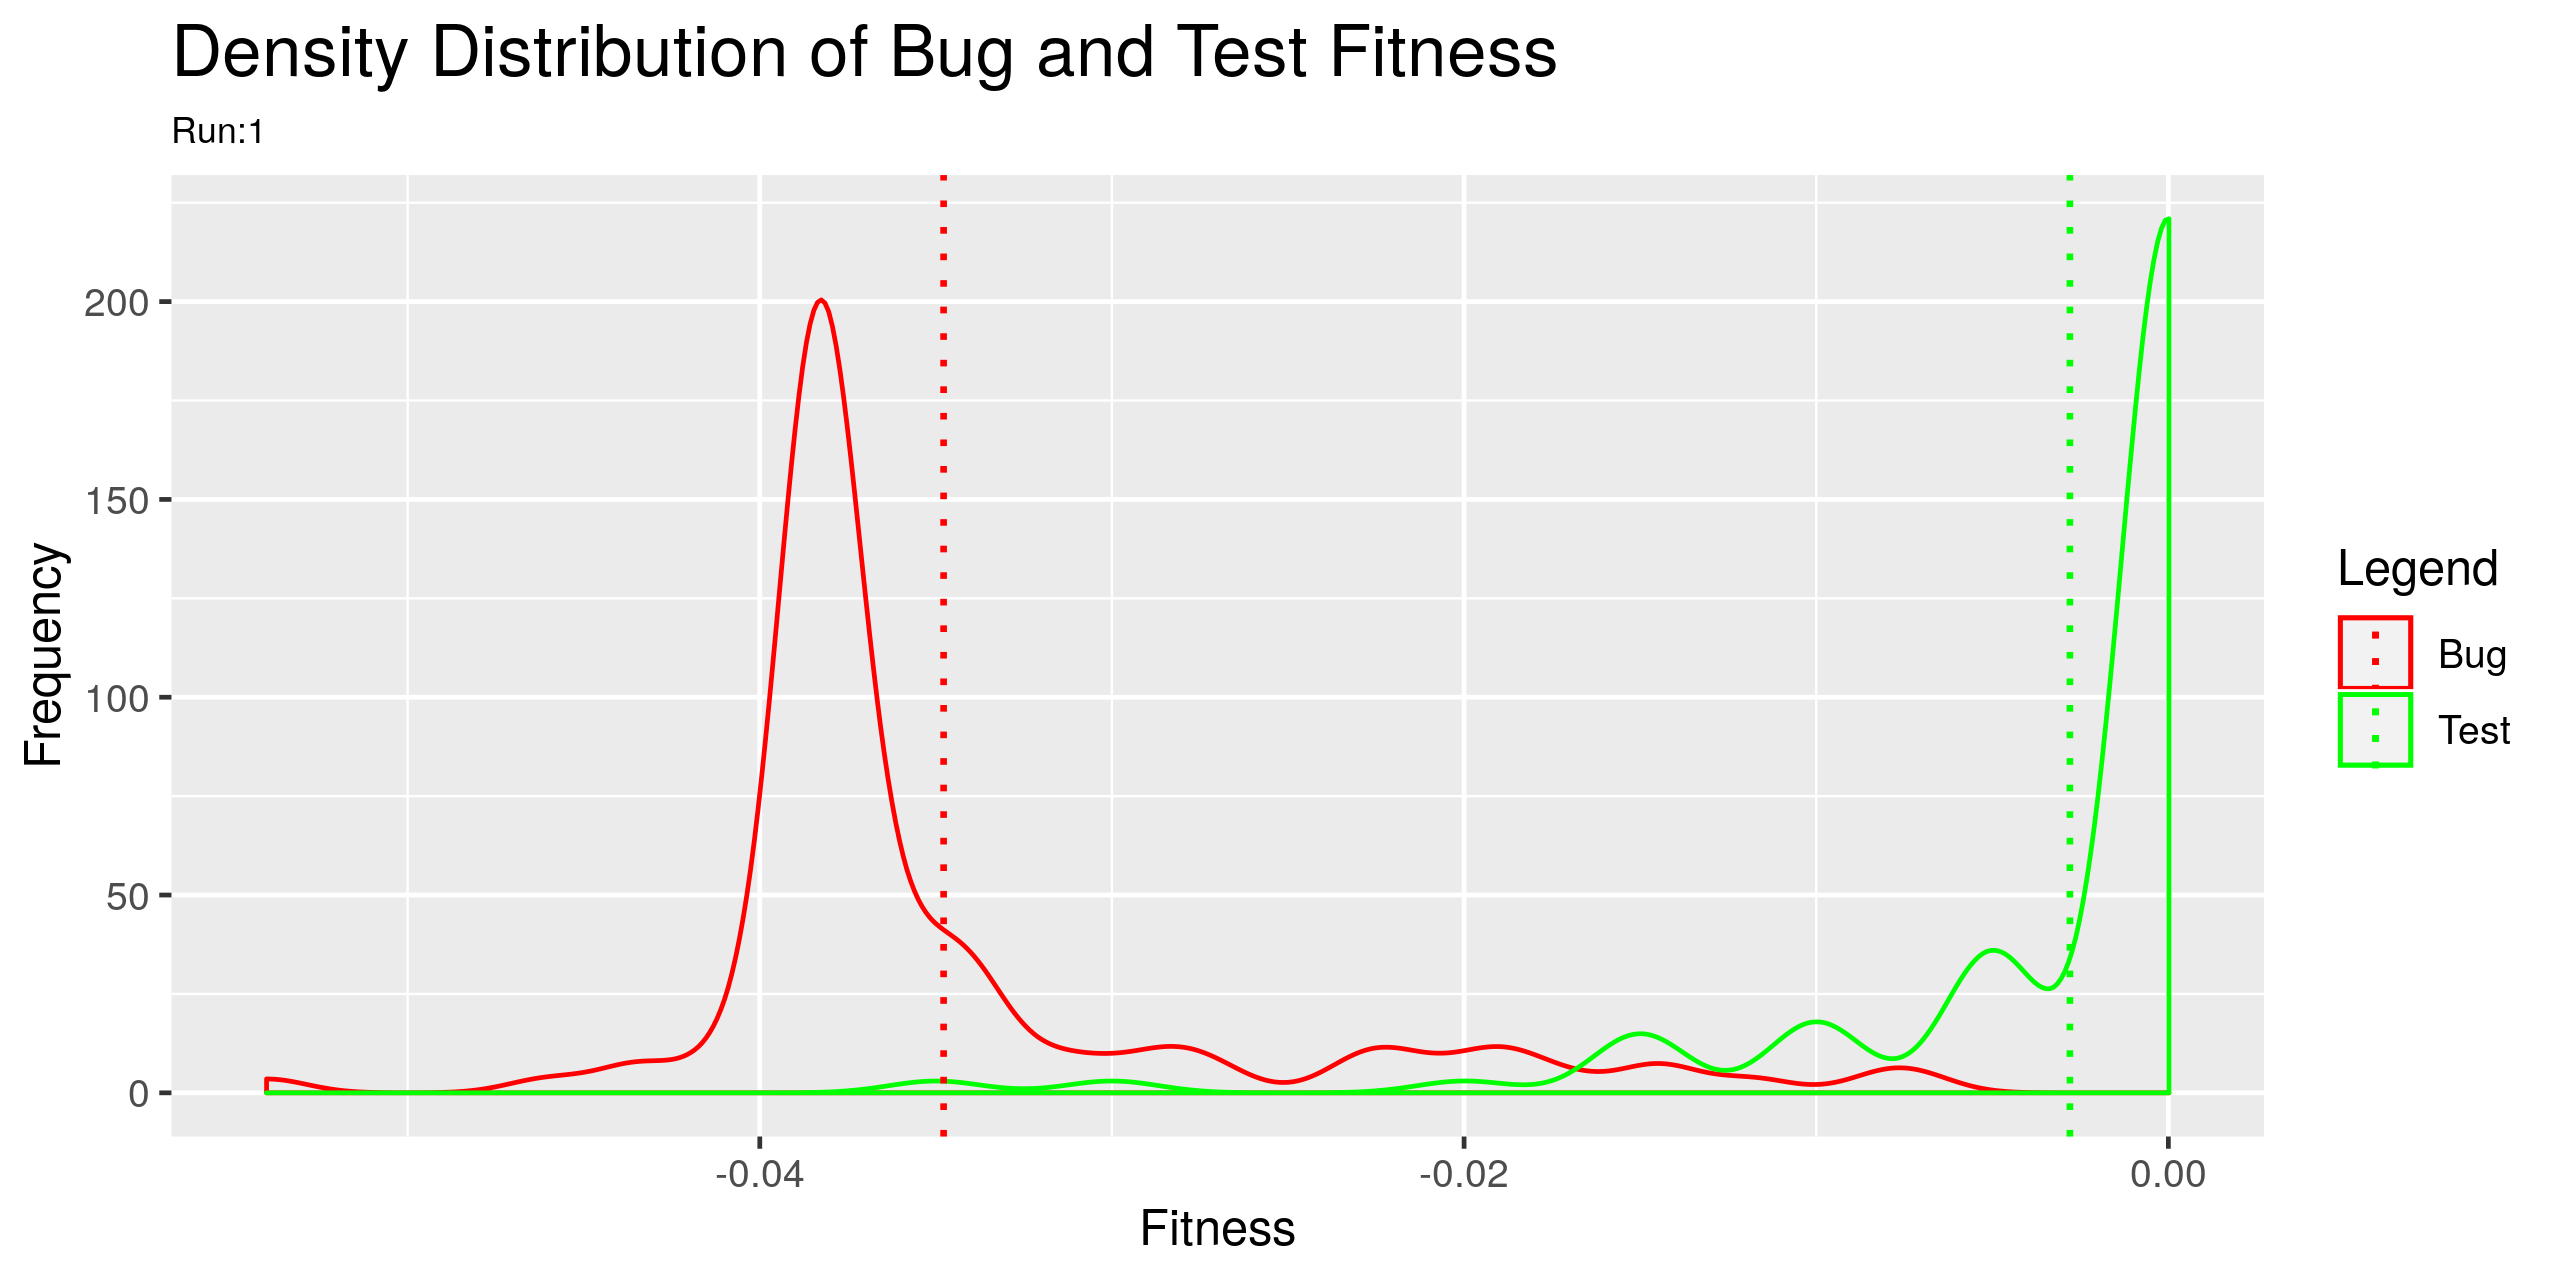 Density Distribution of Bug and Test Fitness
Run:1
Frequency
200
150
100
50
0
-0.04
-0.02
0.00
Fitness
Legend
Bug
Test